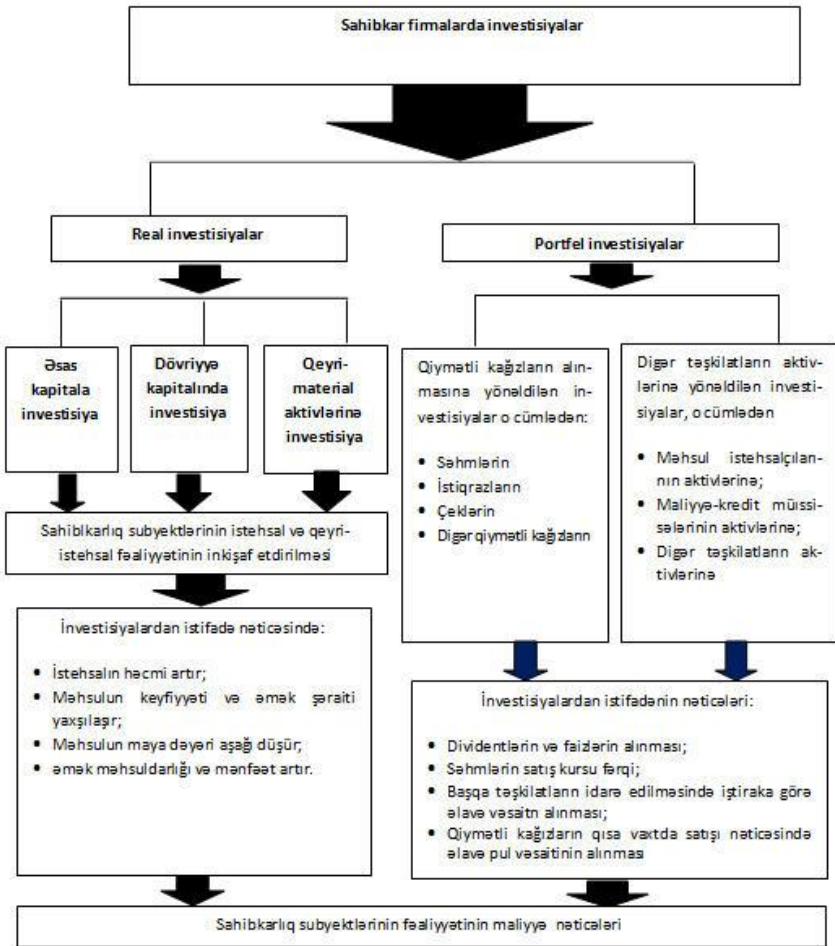 Sahibkar firmalarda investisiyalar
Real investisiyalar
Portfel investisiyalar
Əsas
kapitala
investisiya
Dövriyyə
kapitalında
investisiya
Qeyri-
material
aktivlərinə
investisiya
Qiymətli kağızların alın-
masına yönəldilən in-
vestisiyalar o cümlədən:
• Səhmlərin
• İstiqrazların
• Çeklərin
• Digər qiymətli kağızların
Digər təşkilatların aktiv-
lərinə yönəldilən investi-
siyalar, o cümlədən
• Məhsul istehsalçıla-
rının aktivlərinə;
• Maliyyə-kredit müıssi-
sələrinin aktivlərinə;
• Digər təşkilatların ak-
tivlərinə
Sahiblkarlıq subyektlərinin istehsal və qeyri-
istehsal fəaliyyətinin inkişaf etdirilməsi
İnvestisiyalardan istifadə nəticəsində:
• İstehsalın həcmi artır;
• Məhsulun keyfiyyəti və əmək şəraiti
yaxşılaşır;
• Məhsulun maya dəyəri aşağı düşür;
• əmək məhsuldarlığı və mənfəət artır.
İnvestisiyalardan istifadənin nəticələri:
• Dividentlərin və faizlərin alınması;
• Səhmlərin satış kursu fərqi;
• Başqa təşkilatların idarə edilməsində iştiraka görə
əlavə vəsaitn alınması;
• Qiymətli kağızların qısa vaxtda satışı nəticəsində
əlavə pul vəsaitinin alınması
Sahibkarlıq subyektlərinin fəaliyyətinin maliyyə nəticələri